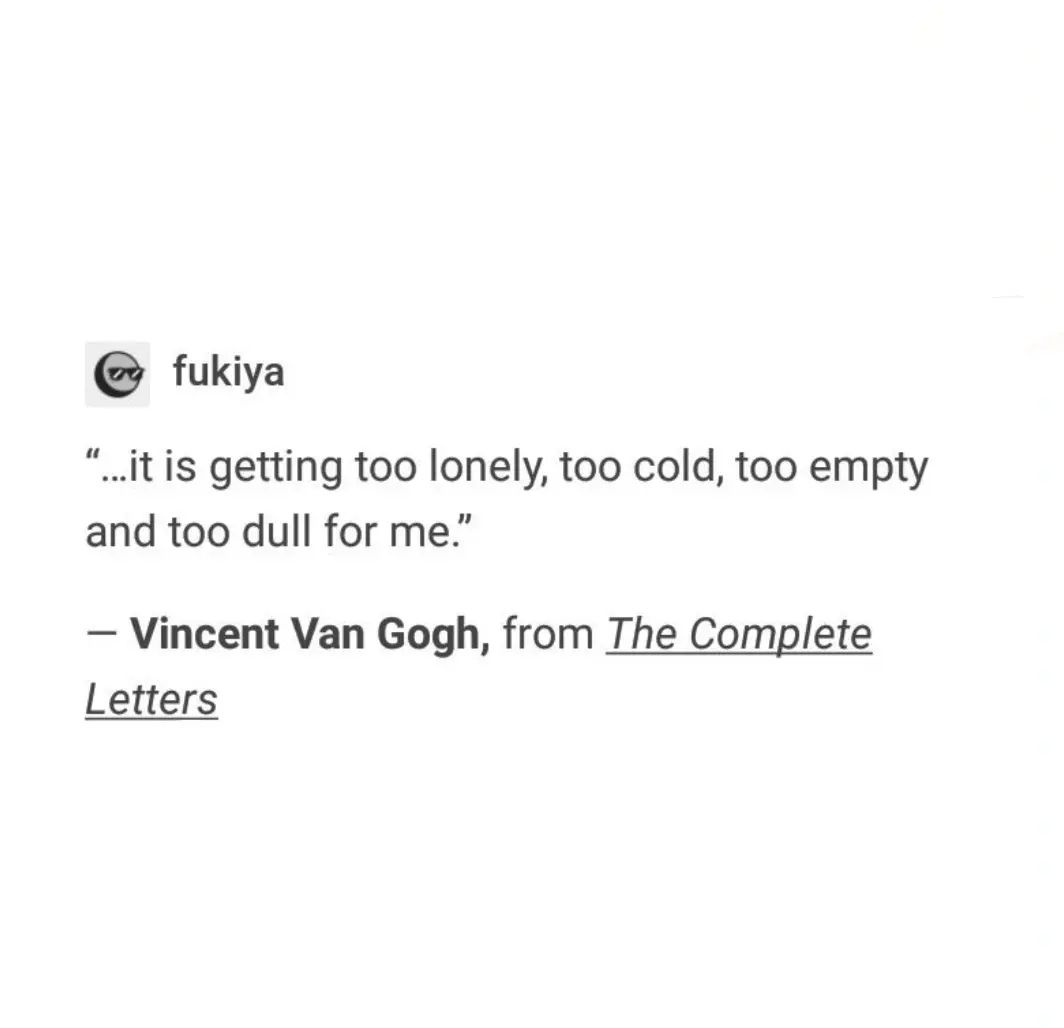 fukiya
“...it is getting too lonely, too cold, too empty
and too dull for me.”
— Vincent Van Gogh, from The Complete
Letters